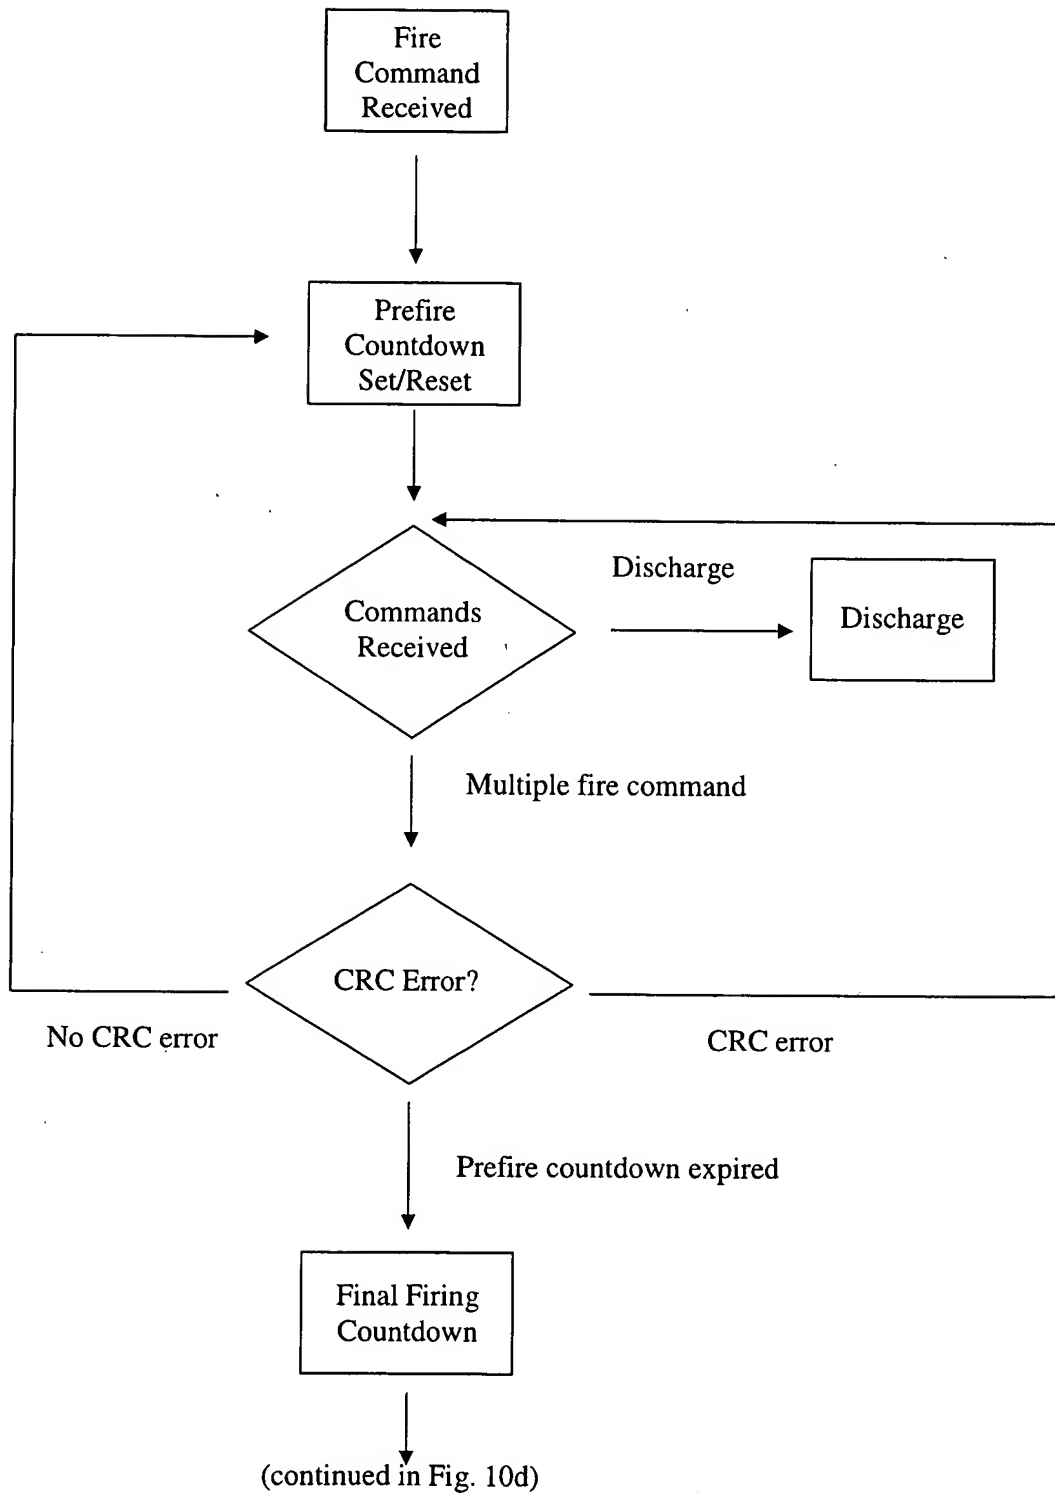 Fire
Command
Received
Prefire
Countdown
Set/Reset
Discharge
Commands
Received
Discharge
Multiple fire command
CRC Error?
No CRC error
CRC error
Prefire countdown expired
Final Firing
Countdown
(continued in Fig. 10d)